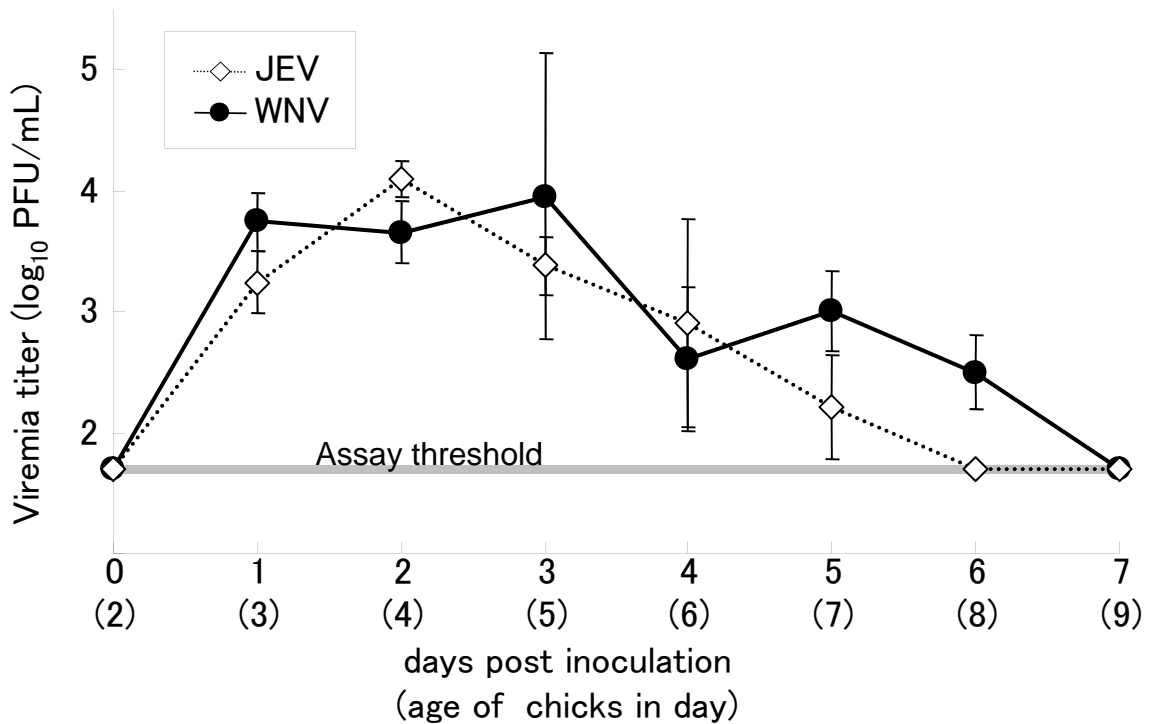 Viremia titer (log10 PFU/mL)
5
4
3
2
JEV
WNV
Assay threshold
0 1 2 3 4 5 6 7
(2) (3) (4) (5) (6) (7) (8) (9)
days post inoculation
(age of chicks in day)